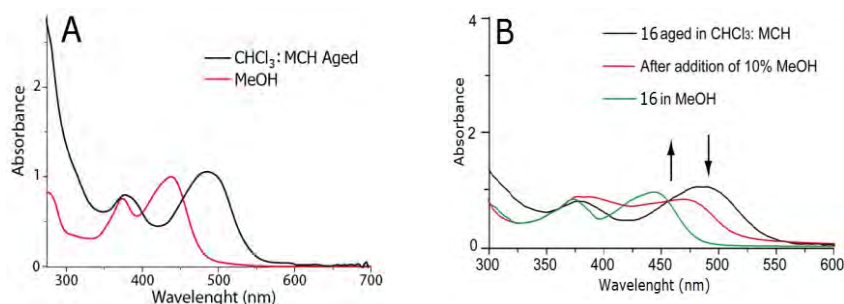 A
CHCl3: MCH Aged
MeOH
Absorbance
2
1
0
300
400
500
600
700
Wavelenght (nm)
B
16 aged in CHCl3: MCH
After addition of 10% MeOH
16 in MeOH
Absorbance
4
2
0
300
350
400
450
500
550
600
Wavelenght (nm)